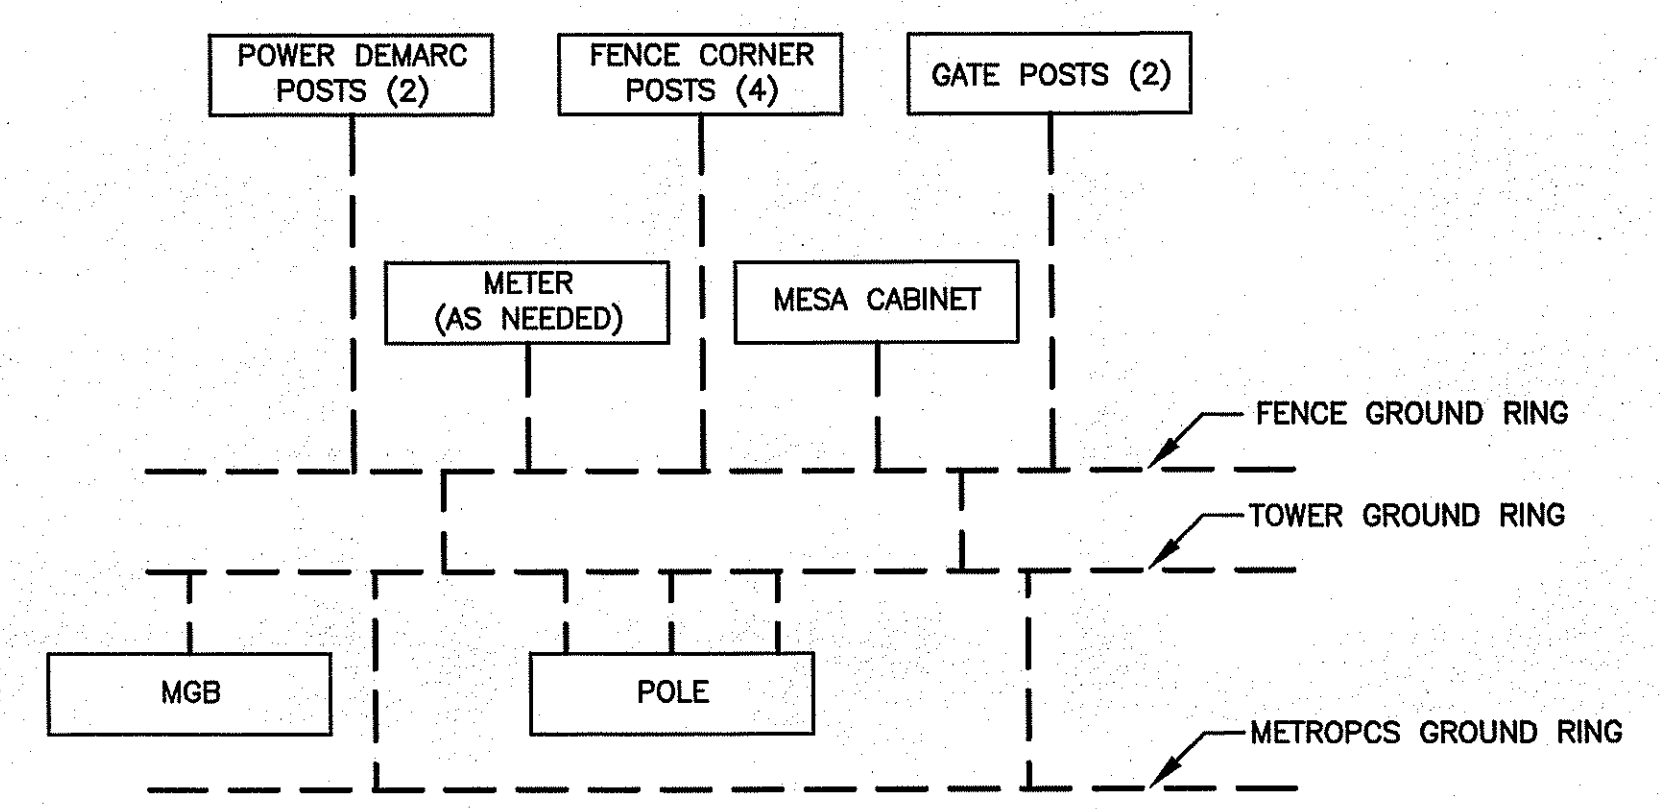 POWER DEMARC
POSTS (2)
FENCE CORNER
POSTS (4)
GATE POSTS (2)
METER
(AS NEEDED)
MESA CABINET
FENCE GROUND RING
TOWER GROUND RING
MGB
POLE
METROPCS GROUND RING